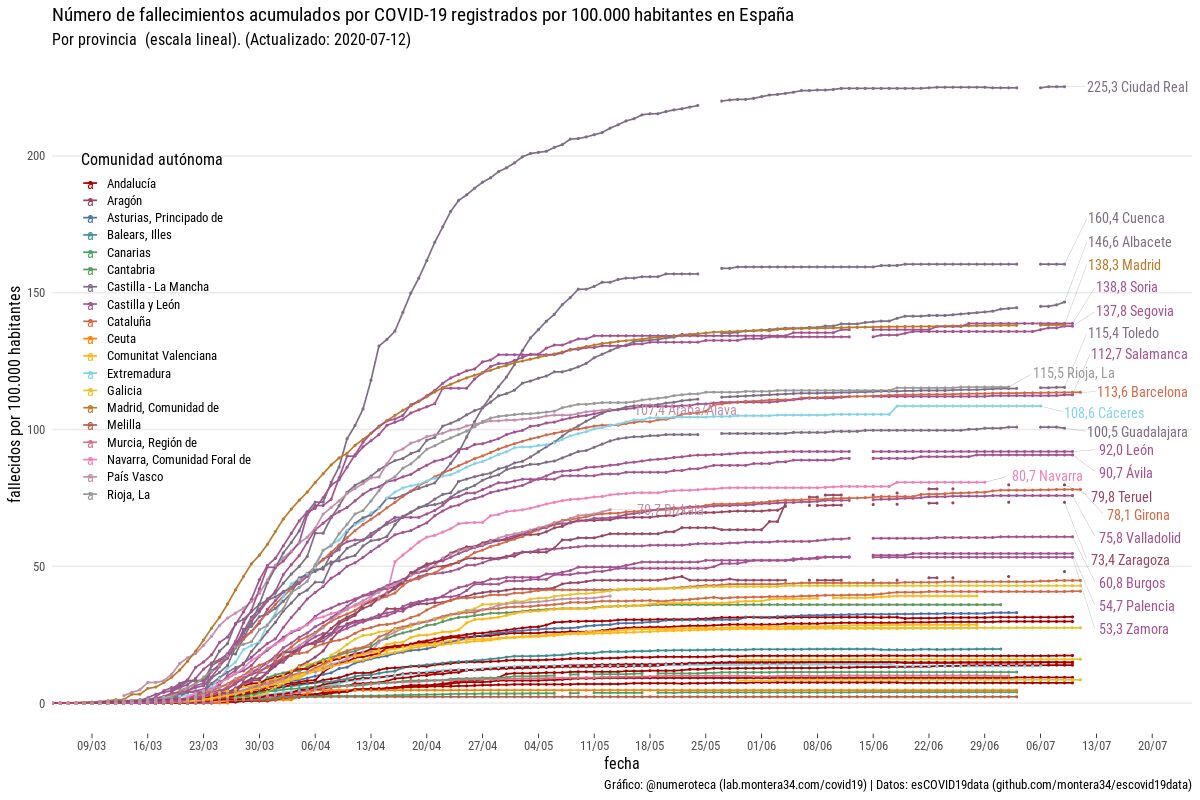 Número de fallecimientos acumulados por COVID-19 registrados por 100.000 habitantes en España
Por provincia (escala lineal). (Actualizado: 2020-07-12)
fallecidos por 100.000 habitantes
200
150
100
50
0
Comunidad autónoma
Andalucía
Aragón
Asturias, Principado de
Balears, Illes
Canarias
Cantabria
Castilla - La Mancha
Castilla y León
Cataluña
Ceuta
Comunitat Valenciana
Extremadura
Galicia
Madrid, Comunidad de
Melilla
Murcia, Región de
Navarra, Comunidad Foral de
País Vasco
Rioja, La
225,3 Ciudad Real
160,4 Cuenca
146,6 Albacete
138,3 Madrid
138,8 Soria
137,8 Segovia
115,4 Toledo
112,7 Salamanca
115,5 Rioja, La
113,6 Barcelona
107,4 Araba/Álava
108,6 Cáceres
100,5 Guadalajara
92,0 León
90,7 Ávila
80,7 Navarra
79,8 Teruel
78,1 Girona
75,8 Valladolid
73,4 Zaragoza
60,8 Burgos
54,7 Palencia
53,3 Zamora
09/03 16/03 23/03 30/03 06/04 13/04 20/04 27/04 04/05 11/05 18/05 25/05 01/06 08/06 15/06 22/06 29/06 06/07 13/07 20/07
fecha
Gráfico: @numeroteca (lab.montera34.com/covid19) | Datos: esCOVID19data (github.com/montera34/escovid19data)